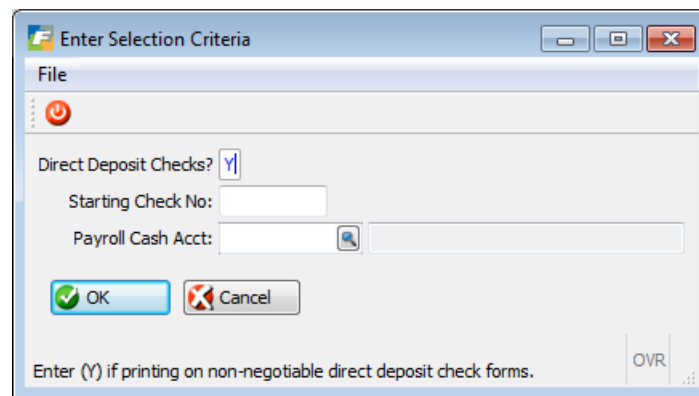 Enter Selection Criteria
File
Direct Deposit Checks? Y
Starting Check No:
Payroll Cash Acct:
OK Cancel
Enter (Y) if printing on non-negotiable direct deposit check forms. OVR